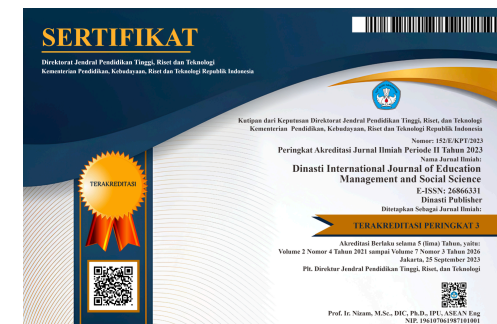 SERTIFIKAT
Direktorat Jendral Pendidikan Tinggi, Riset dan Teknologi
Kementerian Pendidikan, Kebudayaan, Riset dan Teknologi Republik Indonesia
Kutipan dari Keputusan Direktorat Jendral Pendidikan Tinggi, Riset, dan Teknologi
Kementerian Pendidikan, Kebudayaan, Riset dan Teknologi Republik Indonesia
Nomor: 152/E/KPT/2023
Peringkat Akreditasi Jurnal Ilmiah Periode II Tahun 2023
Nama Jurnal Ilmiah:
Dinasti International Journal of Education
Management and Social Science
E-ISSN: 26866331
Dinasti Publisher
Ditetapkan Sebagai Jurnal Ilmiah:
TERAKREDITASI
TERAKREDITASI PERINGKAT 3
Akreditasi Berlaku selama 5 (lima) Tahun, yaitu:
Volume 2 Nomor 4 Tahun 2021 sampai Volume 7 Nomor 3 Tahun 2026
Jakarta, 25 September 2023
Plt. Direktur Jendral Pendidikan Tinggi, Riset, dan Teknologi
Prof. Ir. Nizam, M.Sc., DIC, Ph.D., IPU, ASEAN Eng
NIP. 196107061987101001